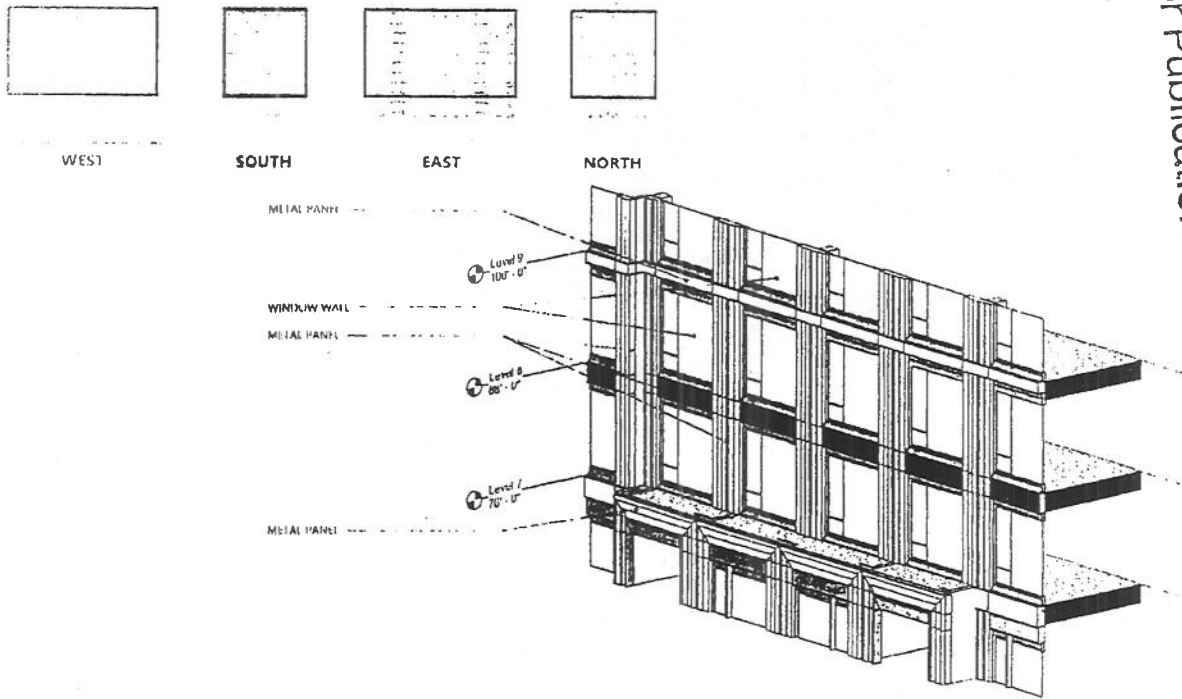 WEST
SOUTH
EAST
NORTH
METAL PANEL
Level 9
100' - 0"
WINDOW WALL
METAL PANEL
Level 8
88' - 0"
Level 7
76' - 0"
METAL PANEL